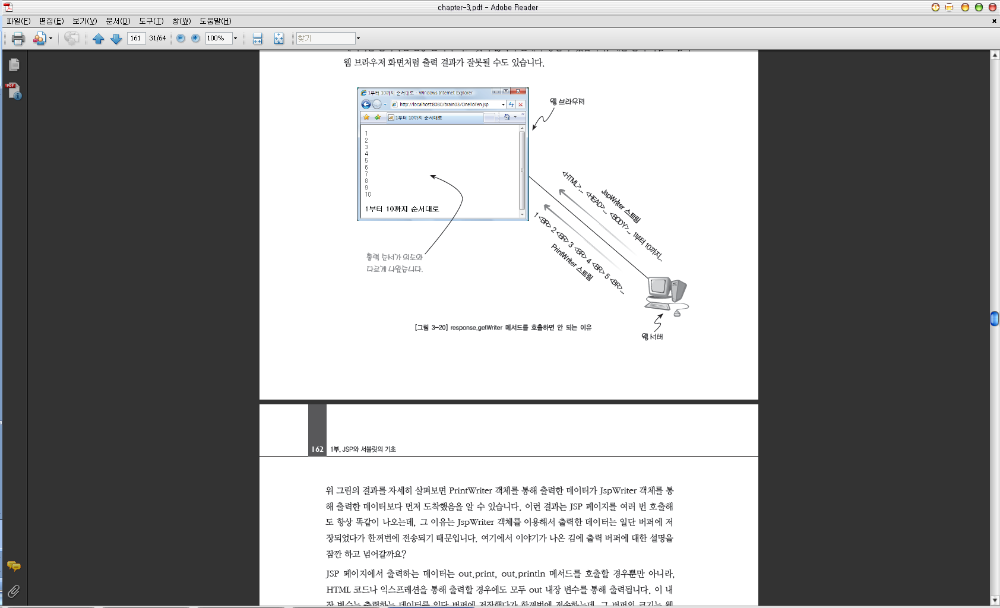 chapter-3.pdf - Adobe Reader
파일(F) 편집(E) 보기(V) 문서(D) 도구(T) 창(W) 도움말(H)
161 31/64 100% 찾기
웹 브라우저 화면처럼 출력 결과가 잘못될 수도 있습니다.
1부터 10까지 순서대로 - Windows Internet Explorer
http://localhost:8080/brain03/OneToTen.jsp
1부터 10까지 순서대로
1
2
3
4
5
6
7
8
9
10
1부터 10까지 순서대로
웹 브라우저
<HTML>... <HEAD>... <BODY>... 1부터 10까지...
JspWriter 스트림
1 <BR> 2 <BR> 3 <BR> 4 <BR> 5 <BR>...
PrintWriter 스트림
출력 순서가 의도와
다르게 나왔습니다.
웹 서버
[그림 3-20] response.getWriter 메서드를 호출하면 안 되는 이유
162 1부. JSP와 서블릿의 기초
위 그림의 결과를 자세히 살펴보면 PrintWriter 객체를 통해 출력한 데이터가 JspWriter 객체를 통
해 출력한 데이터보다 먼저 도착했음을 알 수 있습니다. 이런 결과는 JSP 페이지를 여러 번 호출해
도 항상 똑같이 나오는데, 그 이유는 JspWriter 객체를 이용해서 출력한 데이터는 일단 버퍼에 저
장되었다가 한꺼번에 전송되기 때문입니다. 여기에서 이야기가 나온 김에 출력 버퍼에 대한 설명을
잠깐 하고 넘어갈까요?
JSP 페이지에서 출력하는 데이터는 out.print, out.println 메서드를 호출할 경우뿐만 아니라,
HTML 코드나 익스프레션을 통해 출력할 경우에도 모두 out 내장 변수를 통해 출력됩니다. 이 내
장 변수는 출력하는 데이터를 일단 버퍼에 저장했다가 한꺼번에 전송하는데, 그 버퍼의 크기는 웹